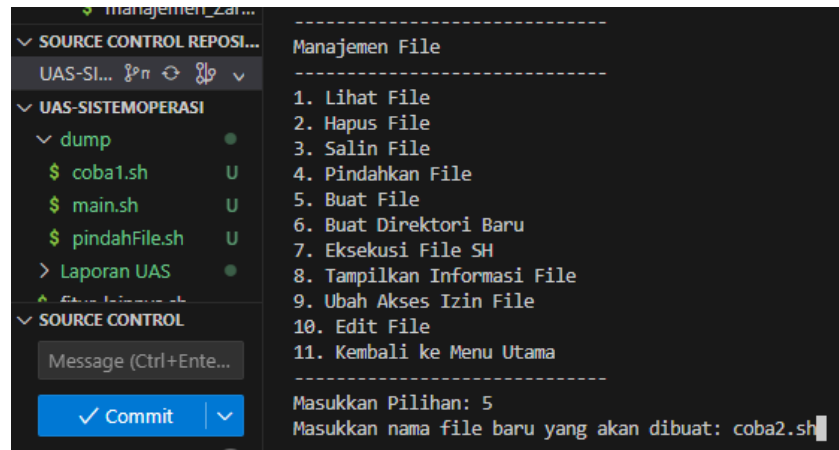 manajemen_Zar...
SOURCE CONTROL REPOSI...
UAS-SI...
UAS-SISTEMOPERASI
dump
$ coba1.sh U
$ main.sh U
$ pindahFile.sh U
Laporan UAS
SOURCE CONTROL
Message (Ctrl+Ente...
Commit
------------------------------
Manajemen File
------------------------------
1. Lihat File
2. Hapus File
3. Salin File
4. Pindahkan File
5. Buat File
6. Buat Direktori Baru
7. Eksekusi File SH
8. Tampilkan Informasi File
9. Ubah Akses Izin File
10. Edit File
11. Kembali ke Menu Utama
------------------------------
Masukkan Pilihan: 5
Masukkan nama file baru yang akan dibuat: coba2.sh